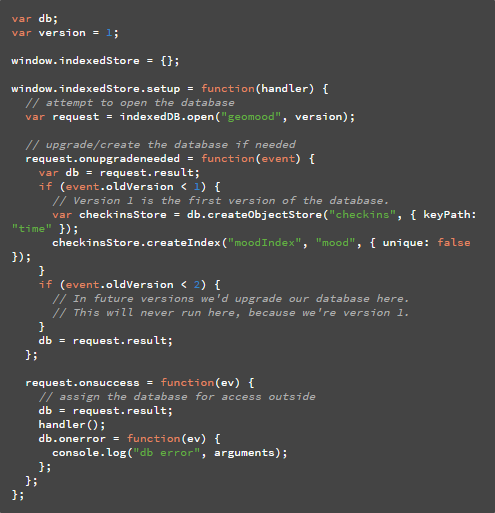 var db;
var version = 1;

window.indexedStore = {};

window.indexedStore.setup = function(handler) {
  // attempt to open the database
  var request = indexedDB.open("geomood", version);

  // upgrade/create the database if needed
  request.onupgradeneeded = function(event) {
    var db = request.result;
    if (event.oldVersion < 1) {
      // Version 1 is the first version of the database.
      var checkinsStore = db.createObjectStore("checkins", { keyPath:
"time" });
      checkinsStore.createIndex("moodIndex", "mood", { unique: false
});
    }
    if (event.oldVersion < 2) {
      // In future versions we'd upgrade our database here.
      // This will never run here, because we're version 1.
    }
    db = request.result;
  };

  request.onsuccess = function(ev) {
    // assign the database for access outside
    db = request.result;
    handler();
    db.onerror = function(ev) {
      console.log("db error", arguments);
    };
  };
};